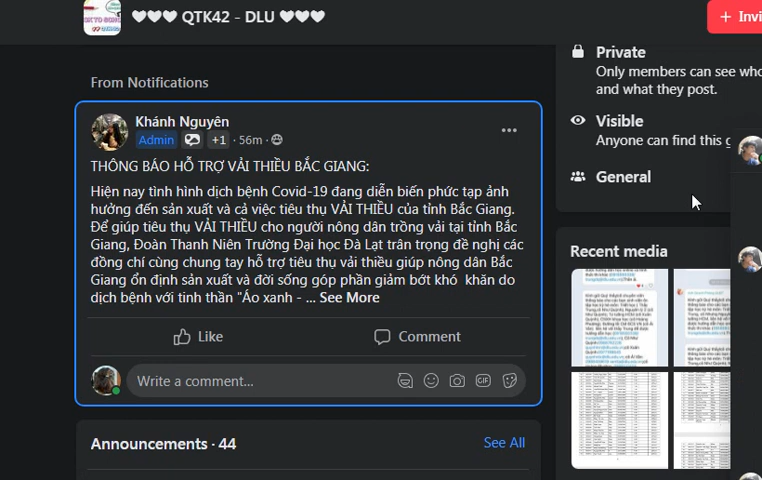 QTK42 - DLU
+ Invi
From Notifications
Khánh Nguyên
Admin +1 · 56m ·
THÔNG BÁO HỖ TRỢ VẢI THIỀU BẮC GIANG:
Hiện nay tình hình dịch bệnh Covid-19 đang diễn biến phức tạp ảnh
hưởng đến sản xuất và cả việc tiêu thụ VẢI THIỀU của tỉnh Bắc Giang.
Để giúp tiêu thụ VẢI THIỀU cho người nông dân trồng vải tại tỉnh Bắc
Giang, Đoàn Thanh Niên Trường Đại học Đà Lạt trân trọng đề nghị các
đồng chí cùng chung tay hỗ trợ tiêu thụ vải thiều giúp nông dân Bắc
Giang ổn định sản xuất và đời sống góp phần giảm bớt khó khăn do
dịch bệnh với tinh thần "Áo xanh - ... See More
Like
Comment
Write a comment...
GIF
Announcements · 44
See All
Private
Only members can see who
and what they post.
Visible
Anyone can find this g
General
Recent media